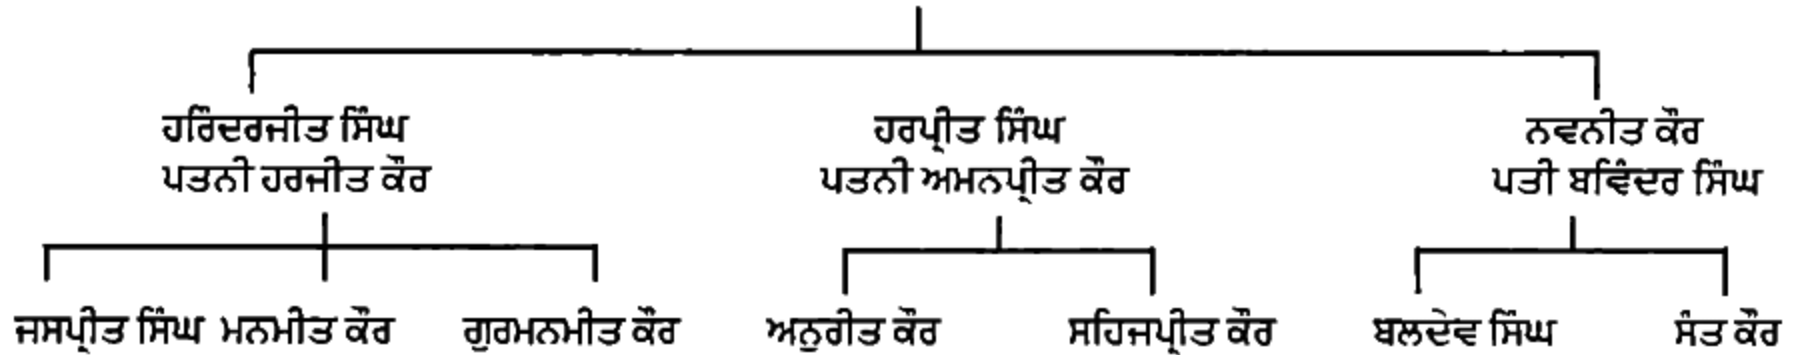 ਹਰਿੰਦਰਜੀਤ ਸਿੰਘ
ਪਤਨੀ ਹਰਜੀਤ ਕੌਰ
ਹਰਪ੍ਰੀਤ ਸਿੰਘ
ਪਤਨੀ ਅਮਨਪ੍ਰੀਤ ਕੌਰ
ਨਵਨੀਤ ਕੌਰ
ਪਤੀ ਬਵਿੰਦਰ ਸਿੰਘ
ਜਸਪ੍ਰੀਤ ਸਿੰਘ ਮਨਮੀਤ ਕੌਰ ਗੁਰਮਨਮੀਤ ਕੌਰ ਅਨੁਰੀਤ ਕੌਰ ਸਹਿਜਪ੍ਰੀਤ ਕੌਰ ਬਲਦੇਵ ਸਿੰਘ ਸੰਤ ਕੌਰ